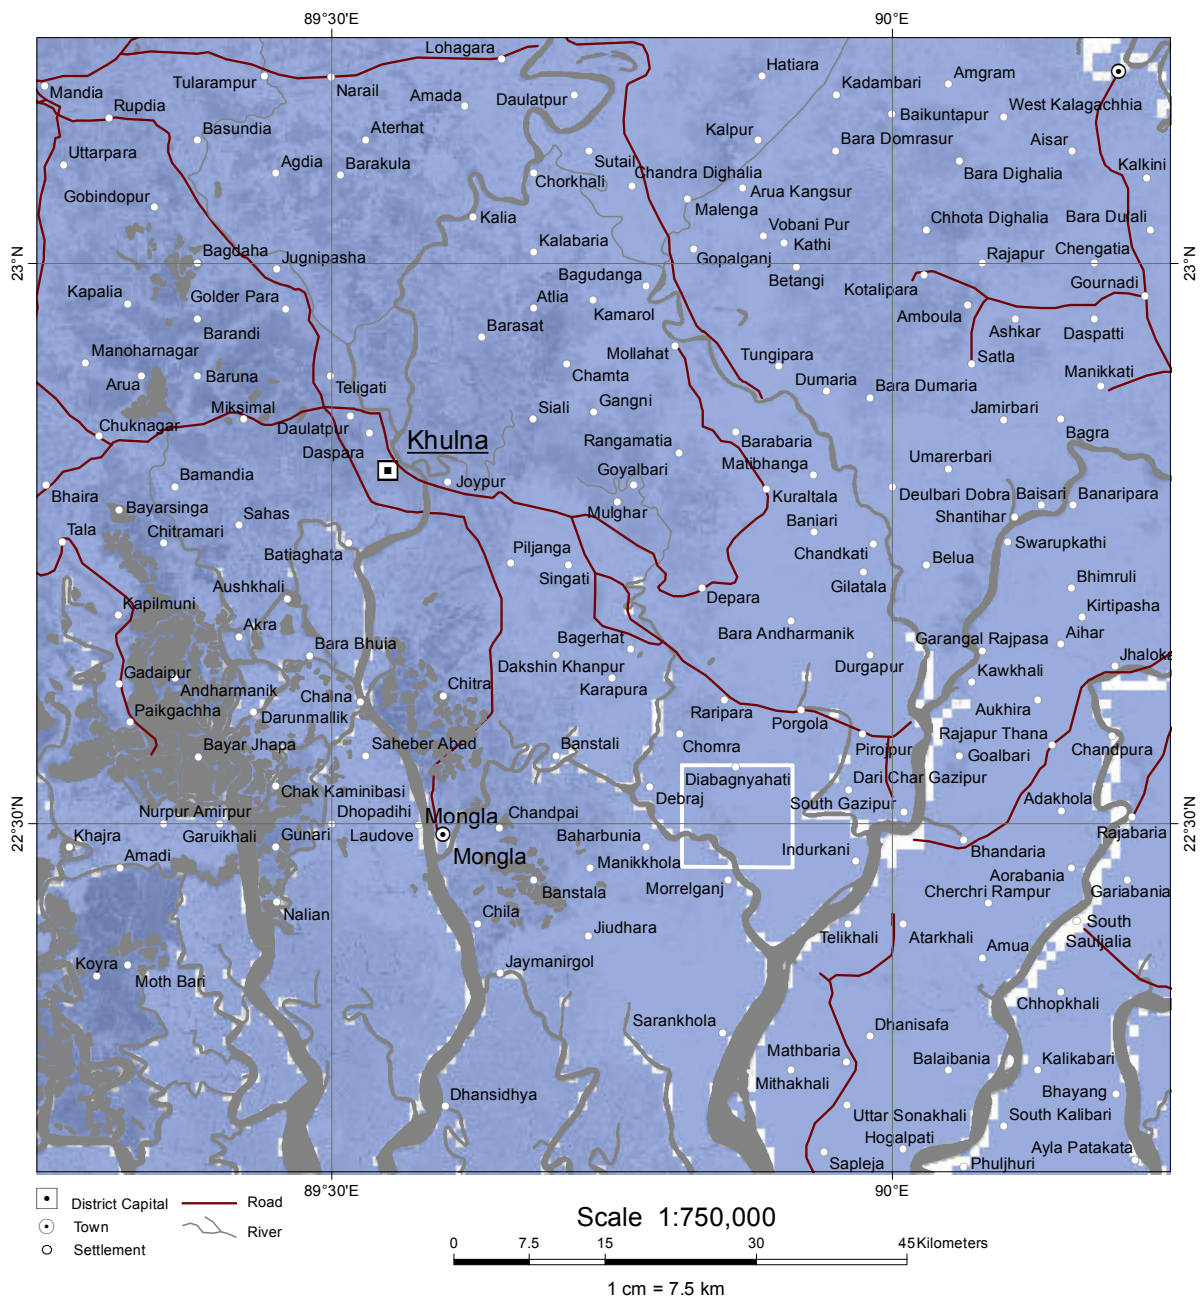 89°30'E
90°E
Lohagara
Hatiara
Mandia
Tularampur
Narail
Amada
Daulatpur
Kadambari
Amgram
Rupdia
Baikuntapur
West Kalagachhia
Basundia
Aterhat
Kalpur
Bara Domrasur
Aisar
Uttarpara
Agdia
Barakula
Sutail
Chandra Dighalia
Bara Dighalia
Kalkini
Chorkhali
Arua Kangsur
Gobindopur
Malenga
Kalia
Vobani Pur
Chhota Dighalia
Bara Durali
Kalabaria
Kathi
23°N
Bagdaha
Jugnipasha
Gopalganj
Rajapur
Chengatia
23°N
Bagudanga
Betangi
Kotalipara
Gournadi
Kapalia
Golder Para
Atlia
Kamarol
Amboula
Barandi
Barasat
Ashkar
Daspatti
Manoharnagar
Mollahat
Tungipara
Satla
Arua
Baruna
Teligati
Chamta
Dumaria
Bara Dumaria
Manikkati
Miksimal
Siali
Gangni
Jamirbari
Chuknagar
Daulatpur
Khulna
Rangamatia
Barabaria
Bagra
Daspara
Matibhanga
Umarerbari
Bamandia
Goyalbari
Bhaira
Joypur
Kuraltala
Deulbari Dobra
Baisari
Banaripara
Bayarsinga
Sahas
Mulghar
Banjari
Shantihar
Tala
Chitramari
Batiaghata
Piljanga
Chandkati
Swarupkathi
Singati
Belua
Aushkhali
Gilatala
Bhimruli
Kapilmuni
Depara
Kirtipasha
Akra
Bara Bhuia
Bagerhat
Bara Andharmanik
Garangal Rajpasa
Aihar
Gadaipur
Dakshin Khanpur
Durgapur
Kawkhali
Jhaloka
Andharmanik
Chalna
Chitra
Karapura
Paikgachha
Darunmallik
Raripara
Porgola
Aukhira
Bayar Jhapa
Saheber Abad
Banstali
Chomra
Pirojpur
Rajapur Thana
Goalbari
Chandpura
Diabagnyahati
Dari Char Gazipur
Chak Kaminibasi
Debraj
South Gazipur
Adakhola
Nurpur Amirpur
Dhopadihi
Mongla
Chandpai
22°30'N
Khajra
Garuikhali
Gunari
Laudove
Baharbunia
Rajabaria
22°30'N
Mongla
Indurkani
Bhandaria
Amadi
Manikkhola
Aorabania
Banstala
Morrelganj
Cherchri Rampur
Gariabania
Nalian
Chila
Jiudhara
Telikhali
Atarkhali
South
Sauljalia
Amua
Koyra
Jaymanirgol
Moth Bari
Chhopkhali
Sarankhola
Dhanisafa
Mathbaria
Balaibania
Kalikabari
Mithakhali
Bhayang
Dhansidhya
Uttar Sonakhali
South Kalibari
Hogalpati
Ayla Patakata
Sapleja
Phuljhuri
89°30'E
90°E
District Capital
Road
Town
River
Settlement
Scale 1:750,000
0 7.5 15 30 45 Kilometers
1 cm = 7.5 km